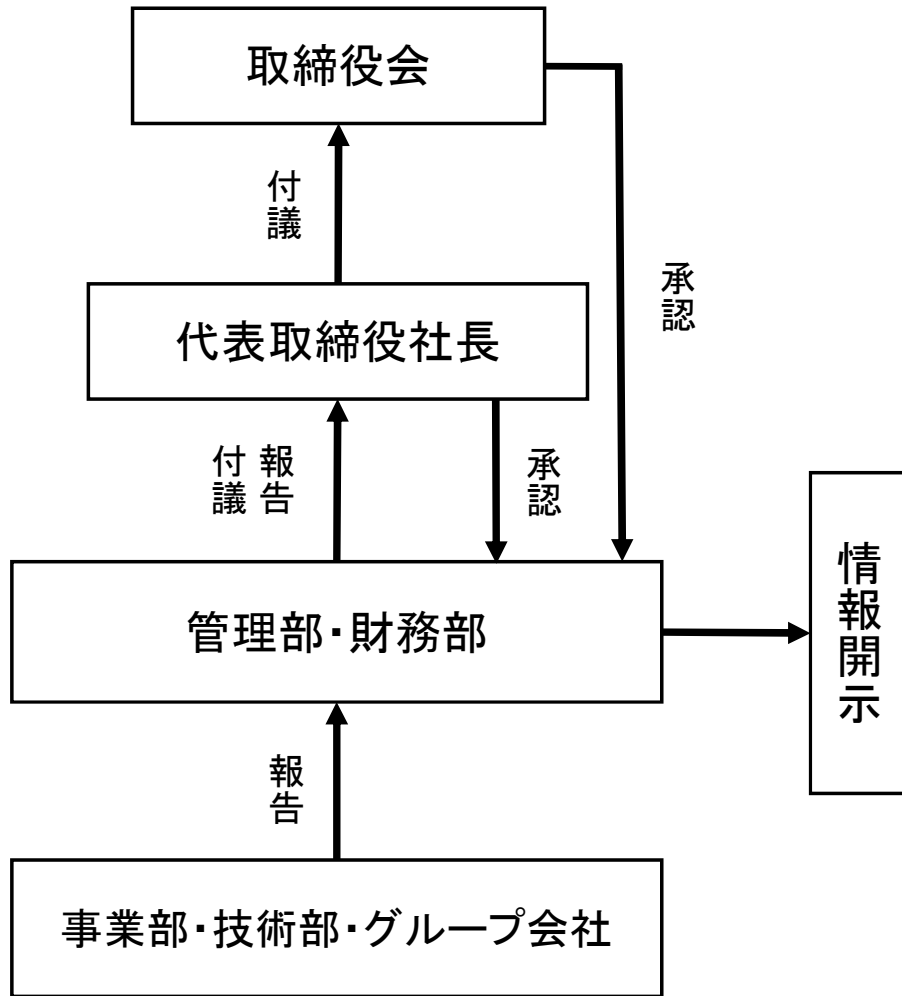 取締役会
付議
承認
代表取締役社長
付議
報告
承認
情報開示
管理部・財務部
報告
事業部・技術部・グループ会社